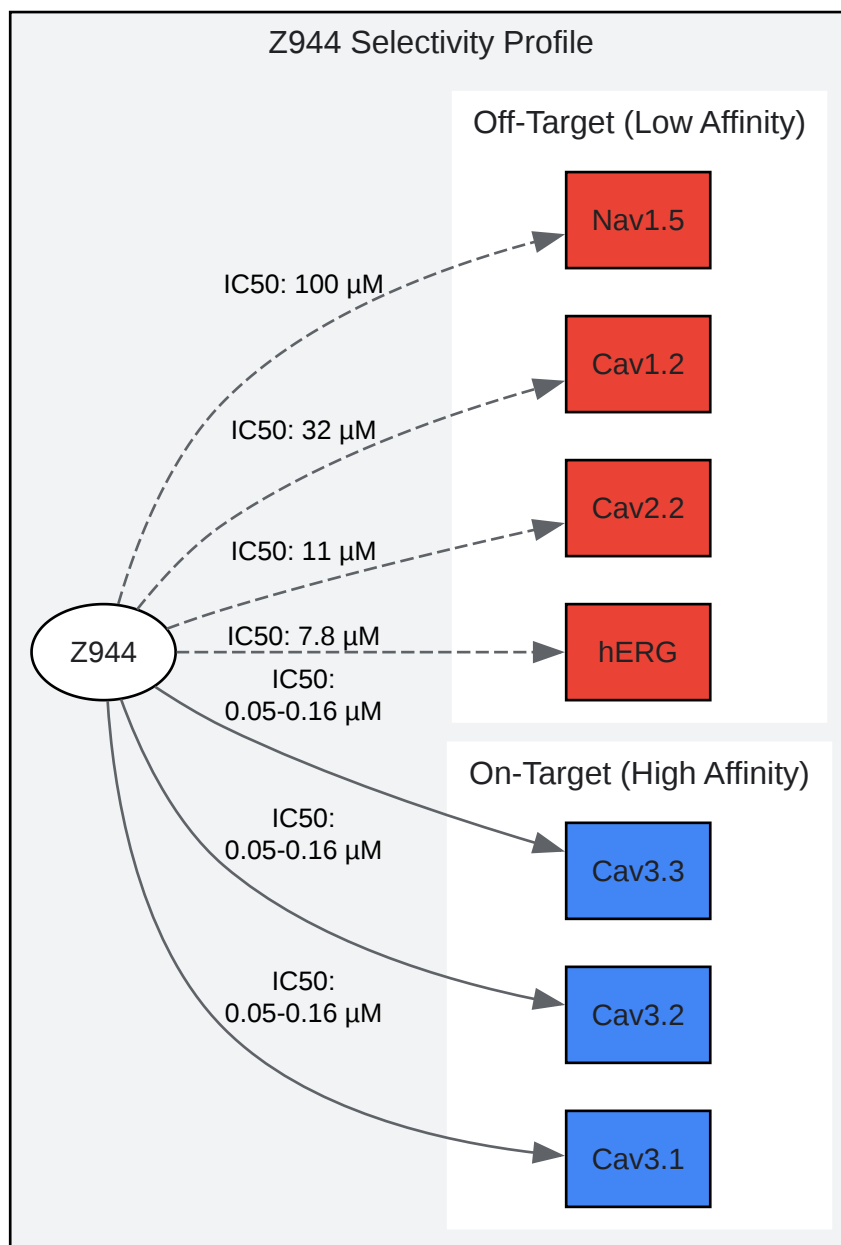 Z944 Selectivity Profile
Off-Target (Low Affinity)
Nav1.5
IC50: 100 µM
Cav1.2
IC50: 32 µM
Cav2.2
IC50: 11 µM
Z944
IC50: 7.8 µM
hERG
IC50:
0.05-0.16 µM
On-Target (High Affinity)
IC50:
0.05-0.16 µM
Cav3.3
IC50:
0.05-0.16 µM
Cav3.2
Cav3.1